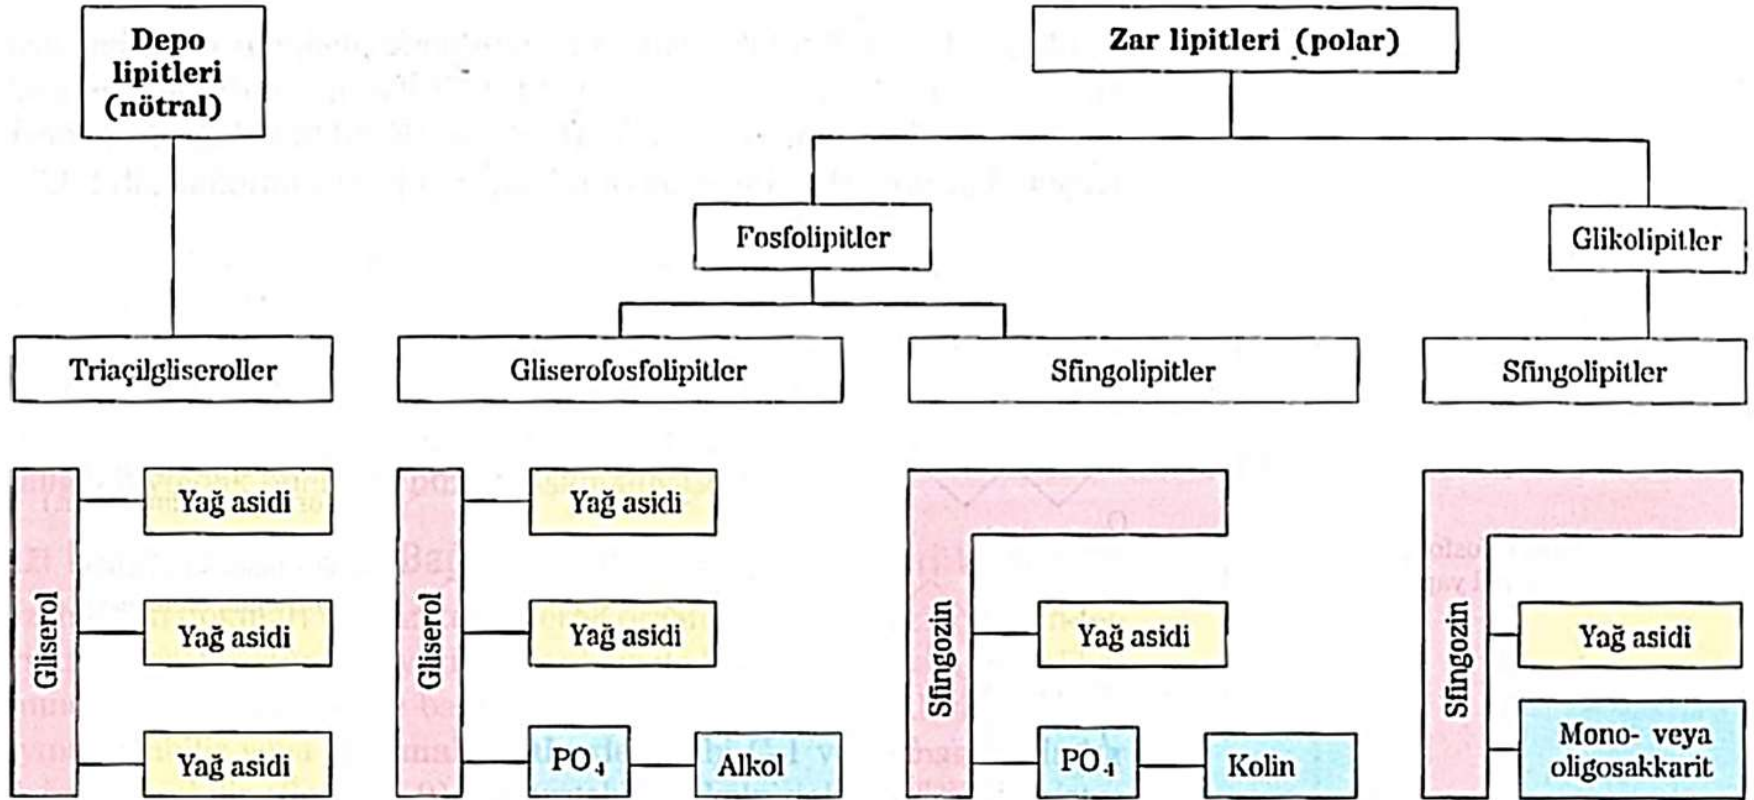 Depo
lipitleri
(nötral)
Zar lipitleri (polar)
Fosfolipitler
Glikolipitler
Triaçilgliseroller
Gliserofosfolipitler
Sfingolipitler
Sfingolipitler
Gliserol
Yağ asidi
Yağ asidi
Yağ asidi
Gliserol
Yağ asidi
Yağ asidi
PO₄
Alkol
Sfingozin
Yağ asidi
PO₄
Kolin
Sfingozin
Yağ asidi
Mono- veya
oligosakkarit